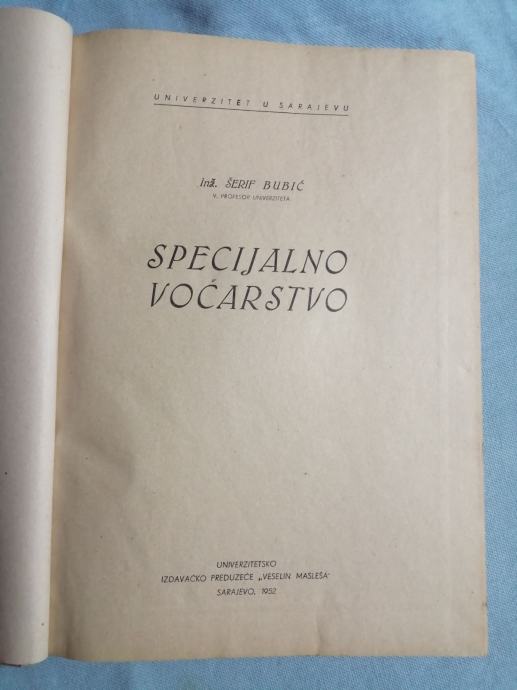 UNIVERZITET U SARAJEVU
inž. ŠERIF BUBIĆ
V. PROFESOR UNIVERZITETA
SPECIJALNO
VOĆARSTVO
UNIVERZITETSKO
IZDAVAČKO PREDUZEĆE „VESELIN MASLEŠA"
SARAJEVO, 1952